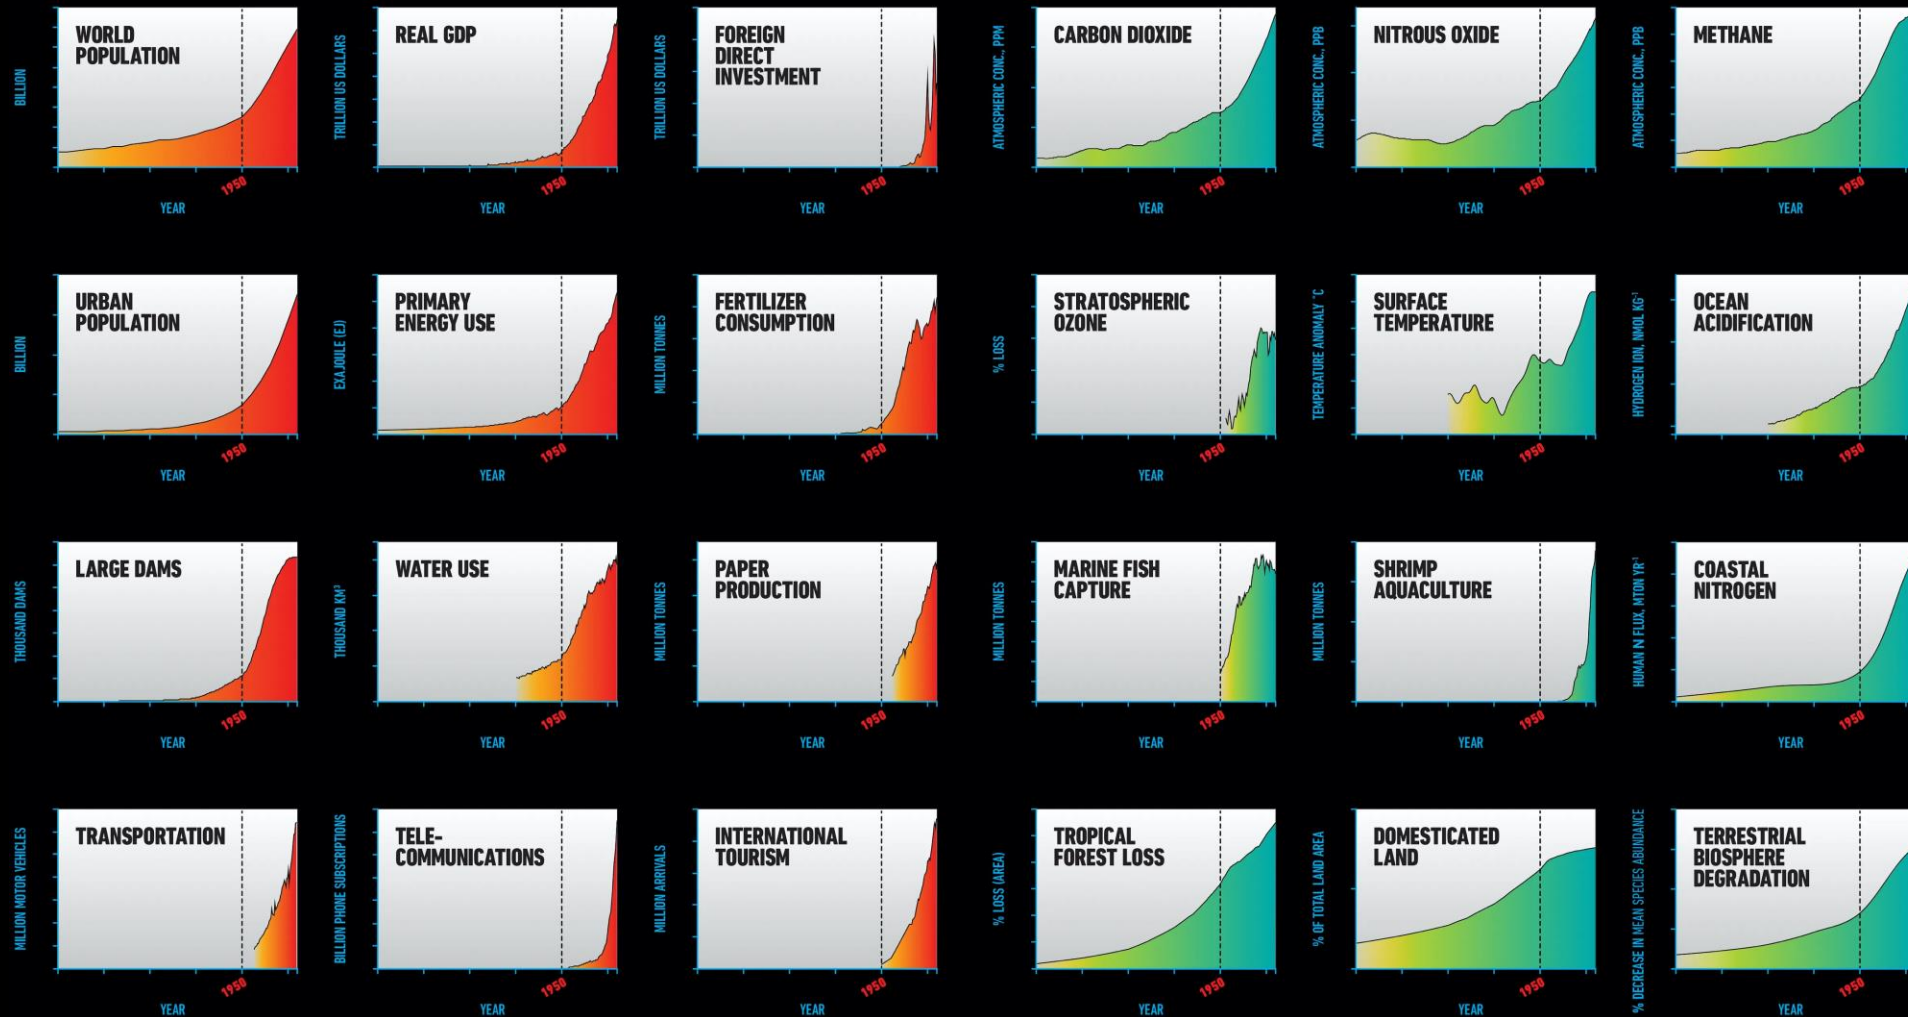 BILLION
WORLD
POPULATION
1950
YEAR
TRILLION US DOLLARS
REAL GDP
1950
YEAR
TRILLION US DOLLARS
FOREIGN
DIRECT
INVESTMENT
1950
YEAR
ATMOSPHERIC CONC., PPM
CARBON DIOXIDE
1950
YEAR
ATMOSPHERIC CONC., PPB
NITROUS OXIDE
1950
YEAR
ATMOSPHERIC CONC., PPB
METHANE
1950
YEAR
BILLION
URBAN
POPULATION
1950
YEAR
EXAJOULE (EJ)
PRIMARY
ENERGY USE
1950
YEAR
MILLION TONNES
FERTILIZER
CONSUMPTION
1950
YEAR
% LOSS
STRATOSPHERIC
OZONE
1950
YEAR
TEMPERATURE ANOMALY °C
SURFACE
TEMPERATURE
1950
YEAR
HYDROGEN ION, NMOL KG⁻¹
OCEAN
ACIDIFICATION
1950
YEAR
THOUSAND DAMS
LARGE DAMS
1950
YEAR
THOUSAND KM³
WATER USE
1950
YEAR
MILLION TONNES
PAPER
PRODUCTION
1950
YEAR
MILLION TONNES
MARINE FISH
CAPTURE
1950
YEAR
MILLION TONNES
SHRIMP
AQUACULTURE
1950
YEAR
HUMAN N FLUX, MTON YR⁻¹
COASTAL
NITROGEN
1950
YEAR
MILLION MOTOR VEHICLES
TRANSPORTATION
1950
YEAR
BILLION PHONE SUBSCRIPTIONS
TELE-
COMMUNICATIONS
1950
YEAR
MILLION ARRIVALS
INTERNATIONAL
TOURISM
1950
YEAR
% LOSS (AREA)
TROPICAL
FOREST LOSS
1950
YEAR
% OF TOTAL LAND AREA
DOMESTICATED
LAND
1950
YEAR
% DECREASE IN MEAN SPECIES ABUNDANCE
TERRESTRIAL
BIOSPHERE
DEGRADATION
1950
YEAR